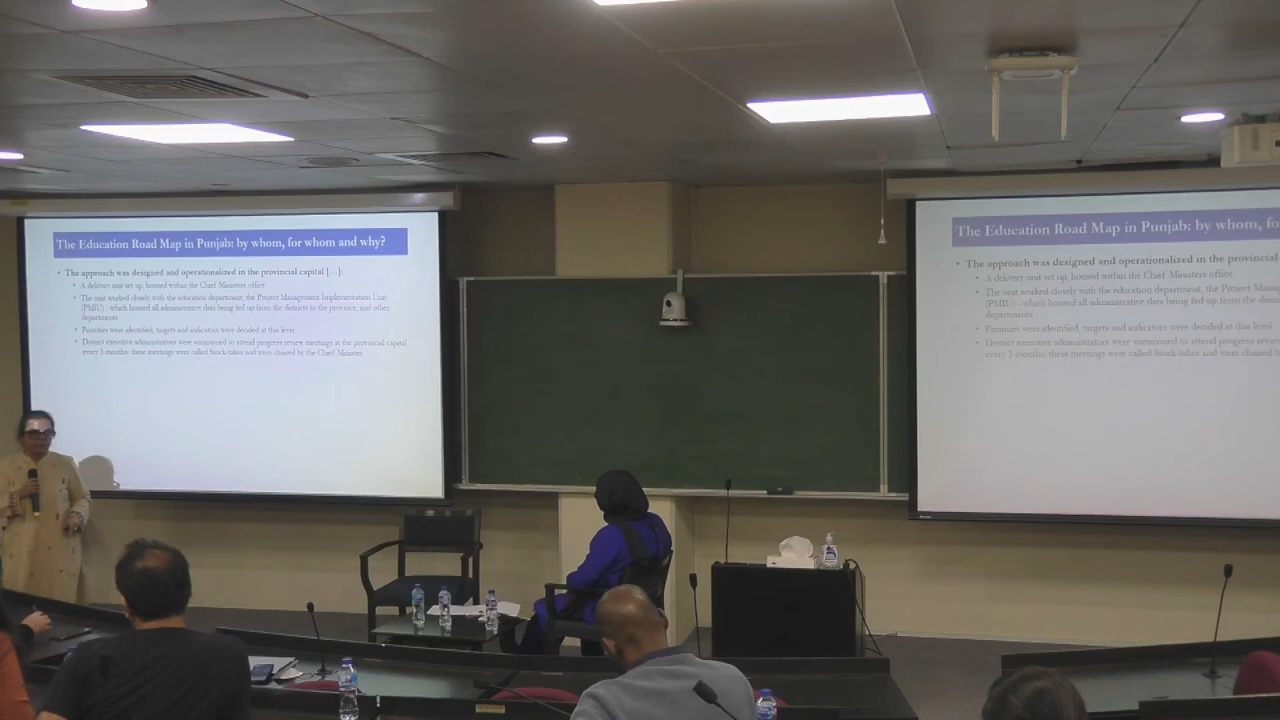 The Education Road Map in Punjab: by whom, for whom and why?
• The approach was designed and operationalized in the provincial capital […]:
• A delivery unit set up, housed within the Chief Ministers office
• The unit worked closely with the education department, the Project Management Implementation Unit
(PMIU) - which housed all administrative data being fed up from the districts to the province, and other
departments
• Priorities were identified, targets and indicators were decided at this level
• District executive administrators were summoned to attend progress review meetings at the provincial capital
every 3 months; these meetings were called Stock-takes and were chaired by the Chief Minister
The Education Road Map in Punjab: by whom, fo
• The approach was designed and operationalized in the provincial
• A delivery unit set up, housed within the Chief Ministers office
• The unit worked closely with the education department, the Project Manag
(PMIU) - which housed all administrative data being fed up from the distri
departments
• Priorities were identified, targets and indicators were decided at this level
• District executive administrators were summoned to attend progress review
every 3 months; these meetings were called Stock-takes and were chaired b